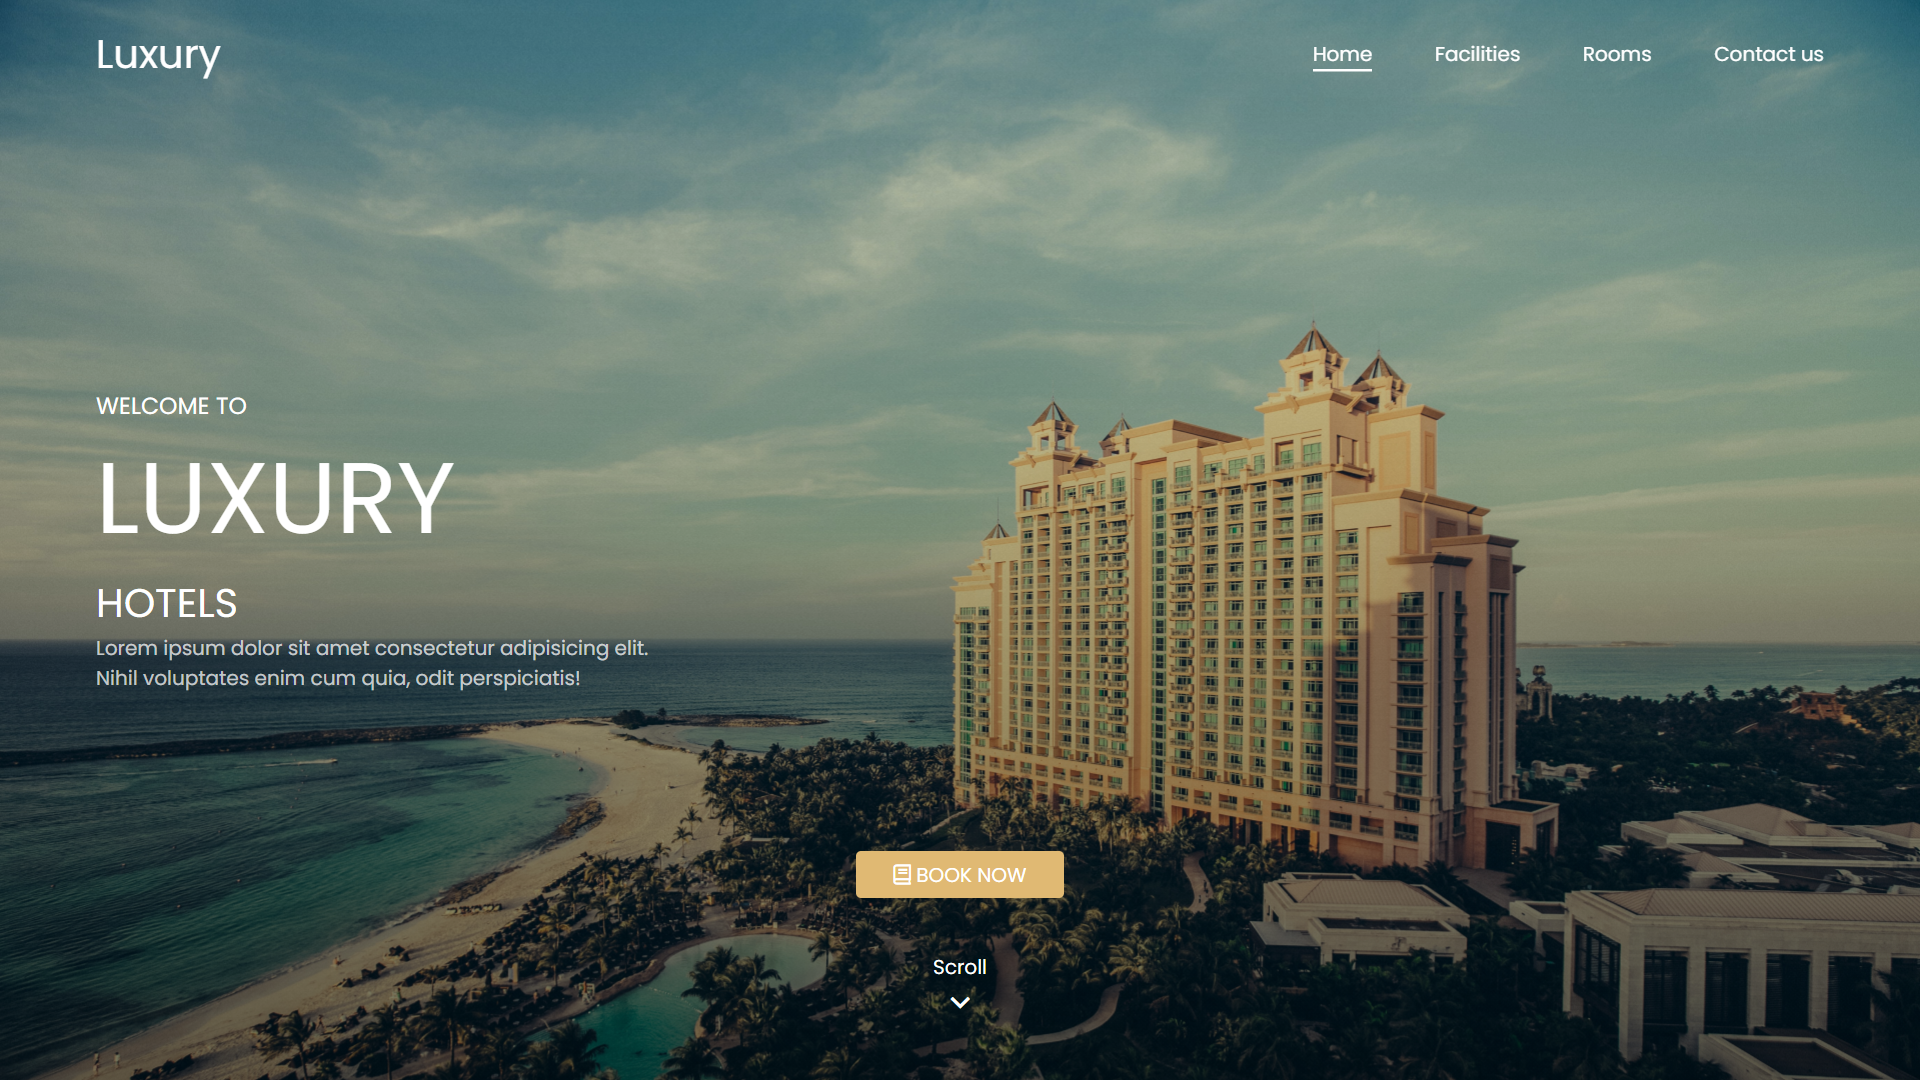 Luxury
Home Facilities Rooms Contact us
WELCOME TO
LUXURY
HOTELS
Lorem ipsum dolor sit amet consectetur adipisicing elit.
Nihil voluptates enim cum quia, odit perspiciatis!
BOOK NOW
Scroll